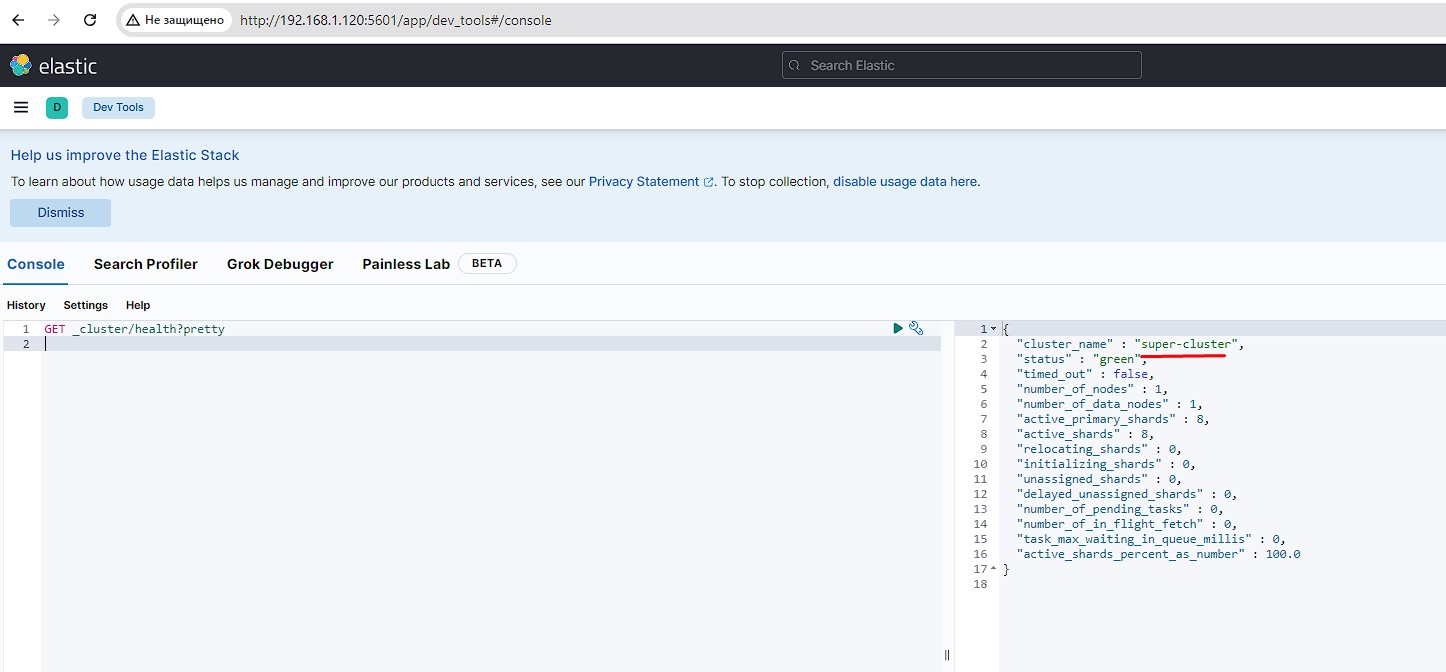 Не защищено http://192.168.1.120:5601/app/dev_tools#/console
elastic Search Elastic
D Dev Tools
Help us improve the Elastic Stack
To learn about how usage data helps us manage and improve our products and services, see our Privacy Statement. To stop collection, disable usage data here.
Dismiss
Console Search Profiler Grok Debugger Painless Lab BETA
History Settings Help
1 GET _cluster/health?pretty
2
1 {
2 "cluster_name" : "super-cluster",
3 "status" : "green",
4 "timed_out" : false,
5 "number_of_nodes" : 1,
6 "number_of_data_nodes" : 1,
7 "active_primary_shards" : 8,
8 "active_shards" : 8,
9 "relocating_shards" : 0,
10 "initializing_shards" : 0,
11 "unassigned_shards" : 0,
12 "delayed_unassigned_shards" : 0,
13 "number_of_pending_tasks" : 0,
14 "number_of_in_flight_fetch" : 0,
15 "task_max_waiting_in_queue_millis" : 0,
16 "active_shards_percent_as_number" : 100.0
17 }
18